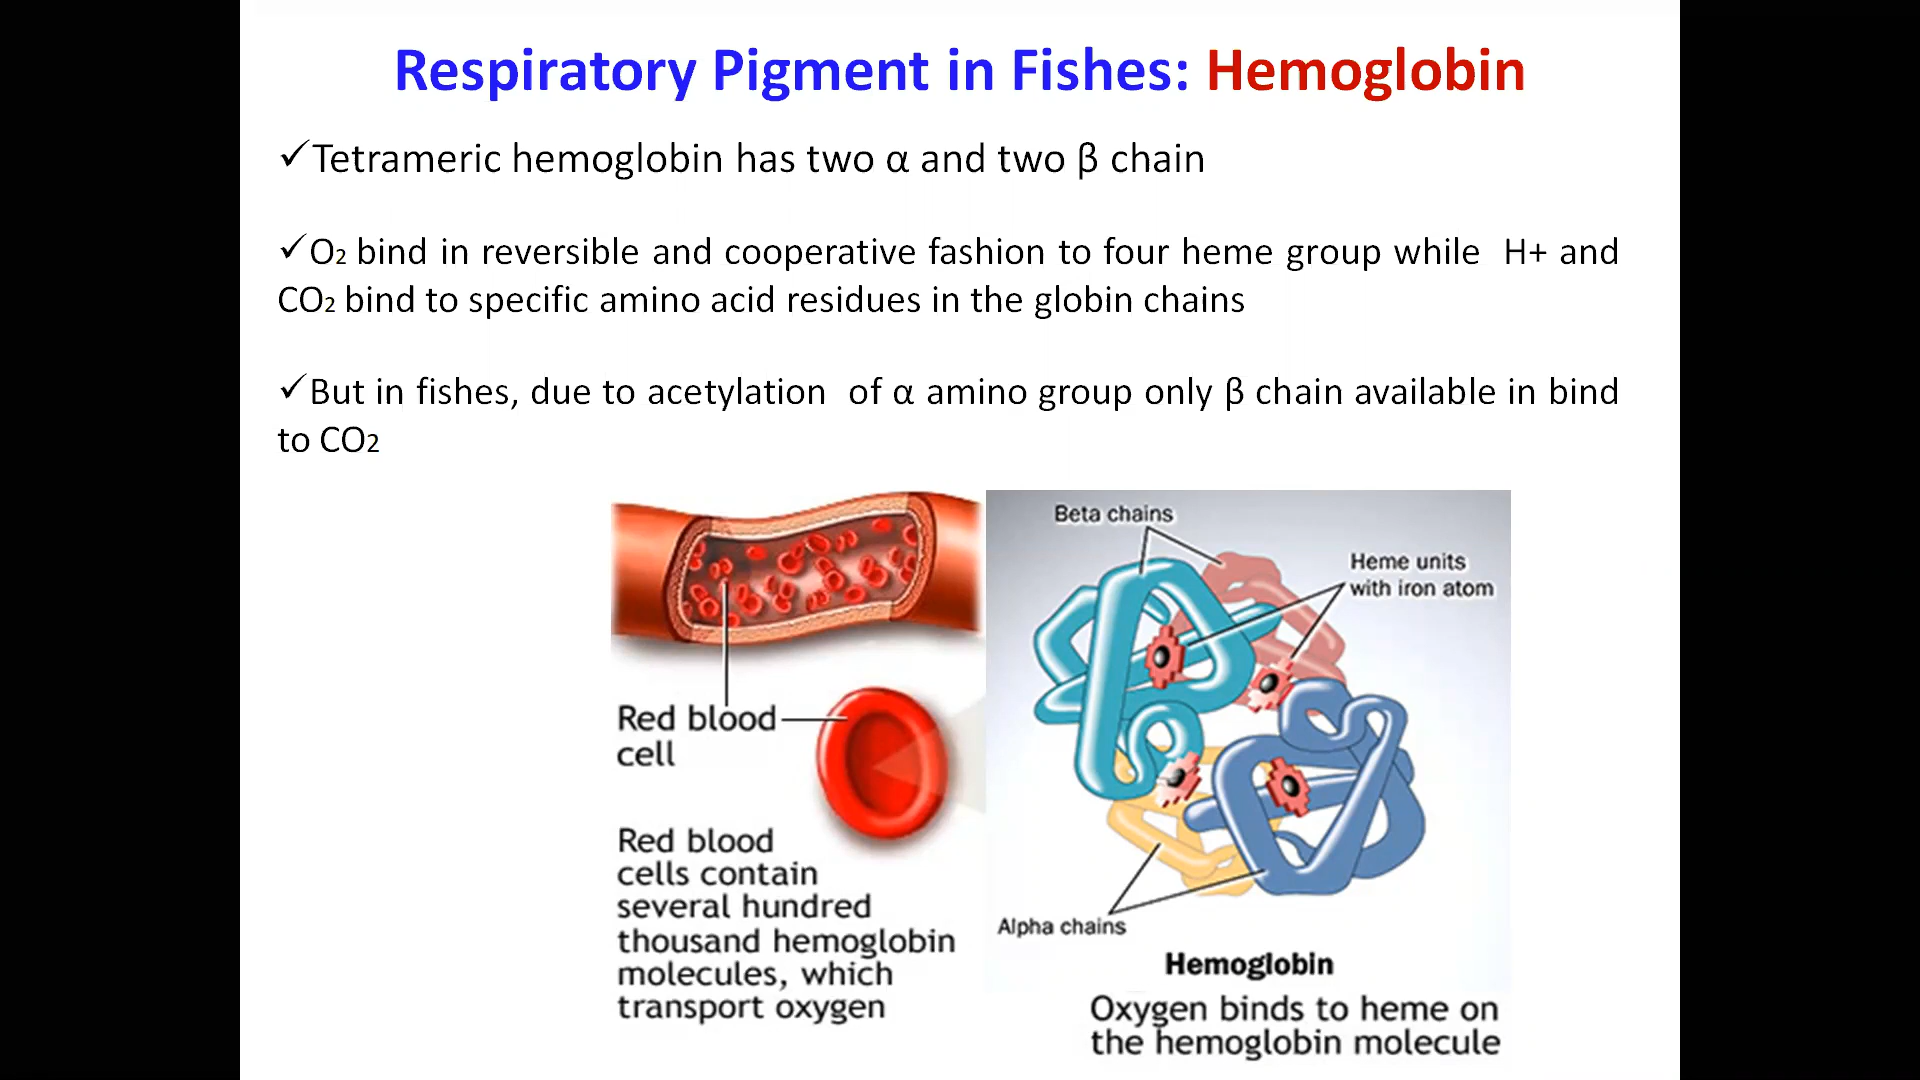 Respiratory Pigment in Fishes: Hemoglobin
✓Tetrameric hemoglobin has two α and two β chain
✓O₂ bind in reversible and cooperative fashion to four heme group while H+ and
CO₂ bind to specific amino acid residues in the globin chains
✓But in fishes, due to acetylation of α amino group only β chain available in bind
to CO₂
Beta chains
Heme units
with iron atom
Red blood
cell
Red blood
cells contain
several hundred
thousand hemoglobin
molecules, which
transport oxygen
Alpha chains
Hemoglobin
Oxygen binds to heme on
the hemoglobin molecule